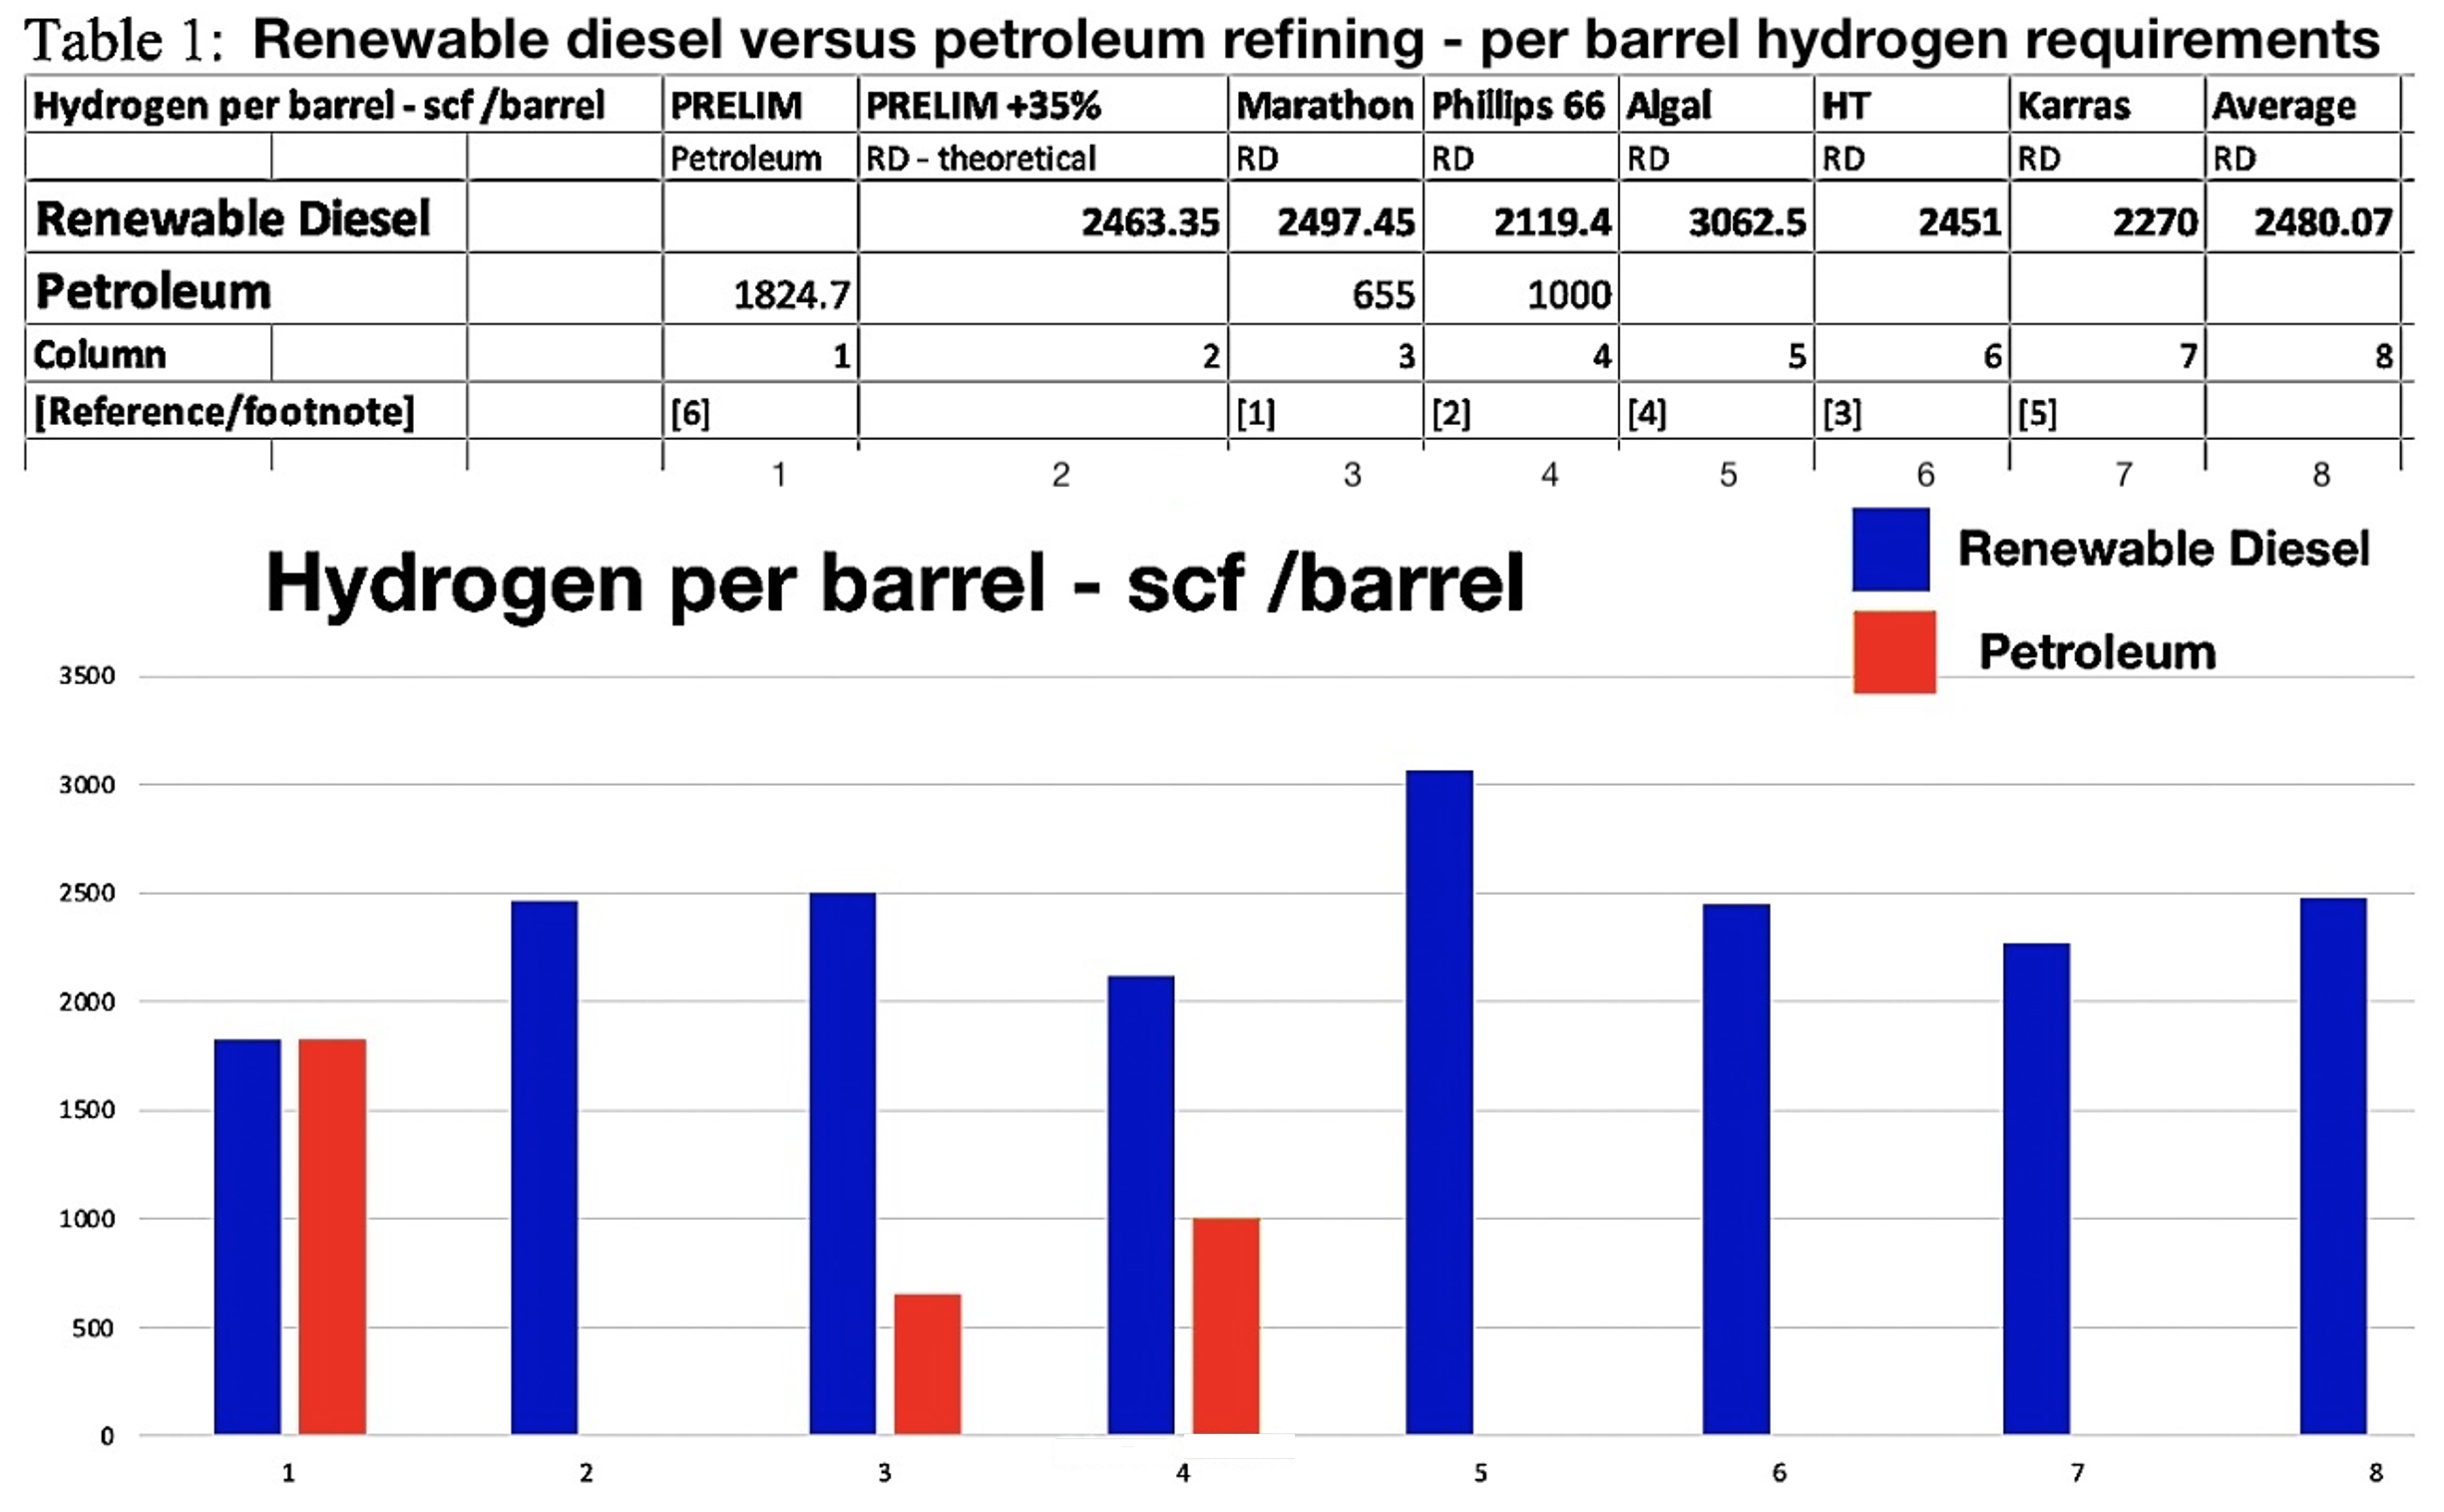 Table 1: Renewable diesel versus petroleum refining - per barrel hydrogen requirements
Hydrogen per barrel - scf /barrel PRELIM PRELIM +35% Marathon Phillips 66 Algal HT Karras Average
Petroleum RD - theoretical RD RD RD RD RD RD
Renewable Diesel 2463.35 2497.45 2119.4 3062.5 2451 2270 2480.07
Petroleum 1824.7 655 1000
Column 1 2 3 4 5 6 7 8
[Reference/footnote] [6] [1] [2] [4] [3] [5]
1 2 3 4 5 6 7 8
Hydrogen per barrel - scf /barrel
Renewable Diesel
Petroleum
3500
3000
2500
2000
1500
1000
500
0
1 2 3 4 5 6 7 8